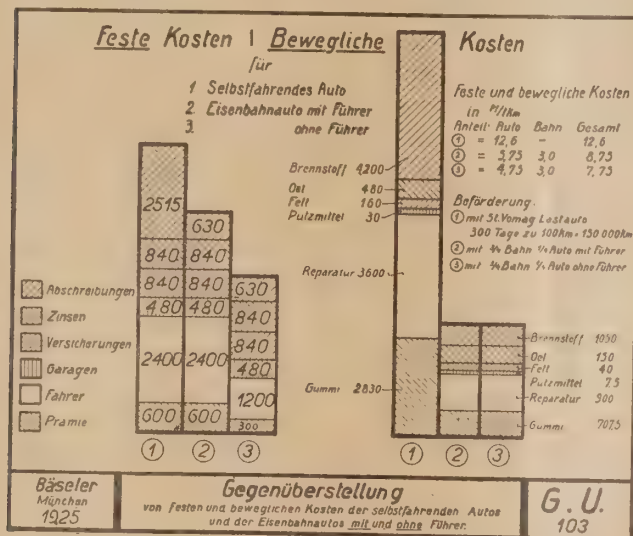 Feste Kosten | Bewegliche Kosten
für
1 Selbstfahrendes Auto
2. Eisenbahnauto mit Führer
3. ohne Führer
2515
840
840
480
2400
600
630
840
840
480
2400
600
630
840
840
480
1200
300
① ② ③
Abschreibungen
Zinsen
Versicherungen
Garagen
Fahrer
Prämie
Brennstoff 4200
Oel 480
Fett 160
Putzmittel 30
Reparatur 3600
Gummi 2830
Brennstoff 1050
Oel 130
Fett 40
Putzmittel 7.5
Reparatur 900
Gummi 707,5
① ② ③
Feste und bewegliche Kosten
in Pf/tKm
Anteil: Auto Bahn Gesamt
① = 12,6 – 12,6
② = 5,75 3,0 8,75
③ = 4,75 3,0 7,75
Beförderung.
① mit 5t. Vomag Lastauto
300 Tage zu 100Km = 150 000Km
② mit ¾ Bahn ¼ Auto mit Führer
③ mit ¾ Bahn ¼ Auto ohne Führer
Bäseler
München
1925
Gegenüberstellung
von festen und beweglichen Kosten der selbstfahrenden Autos
und der Eisenbahnautos mit und ohne Führer.
G. U.
103